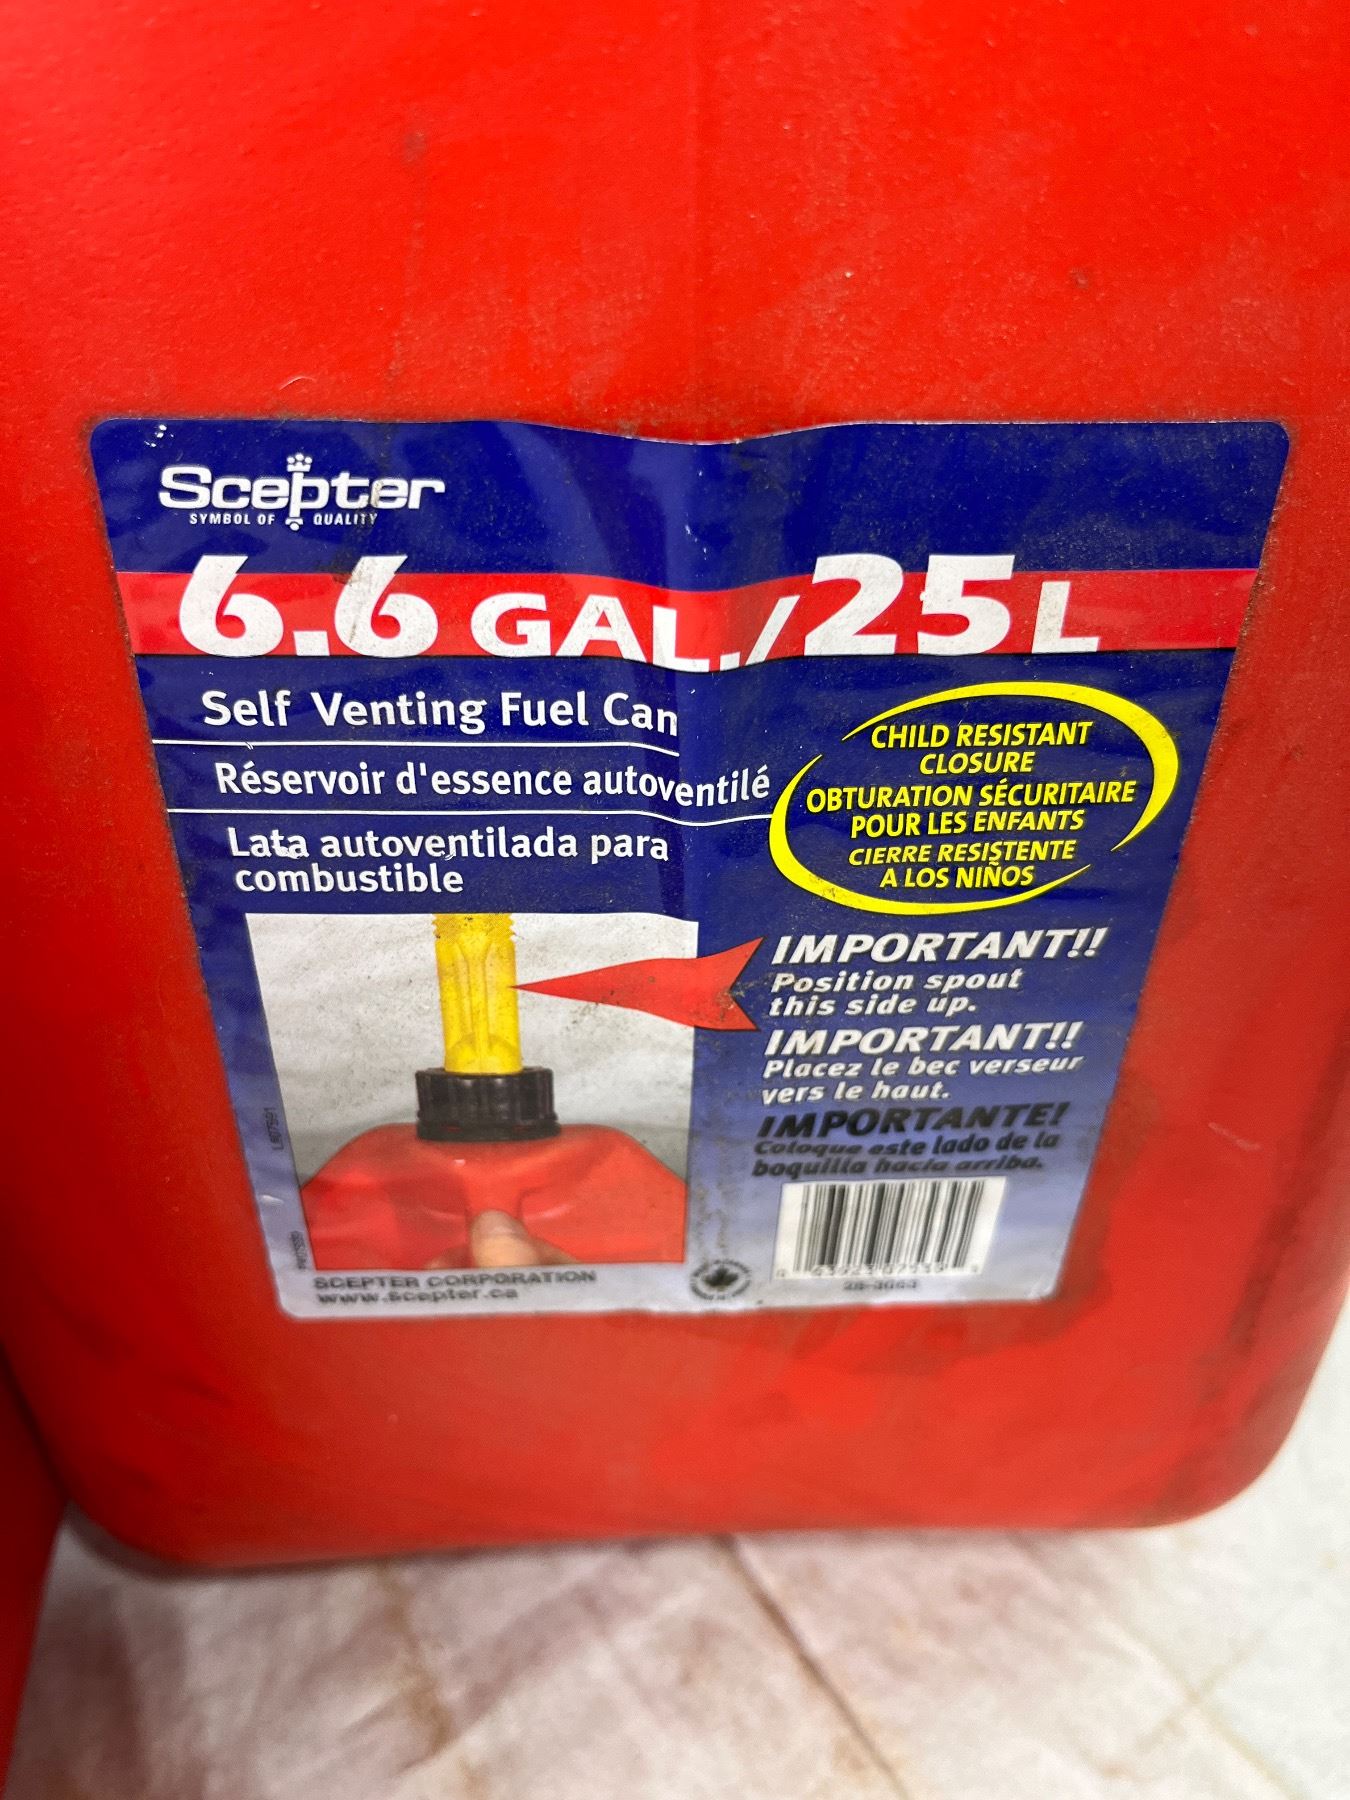 Scepter
SYMBOL OF QUALITY
6.6 GAL./25L
Self Venting Fuel Can
Réservoir d'essence autoventilé
Lata autoventilada para
combustible
CHILD RESISTANT
CLOSURE
OBTURATION SÉCURITAIRE
POUR LES ENFANTS
CIERRE RESISTENTE
A LOS NIÑOS
IMPORTANT!!
Position spout
this side up.
IMPORTANT!!
Placez le bec verseur
vers le haut.
IMPORTANTE!
Coloque este lado de la
boquilla hacia arriba.
SCEPTER CORPORATION
www.scepter.ca